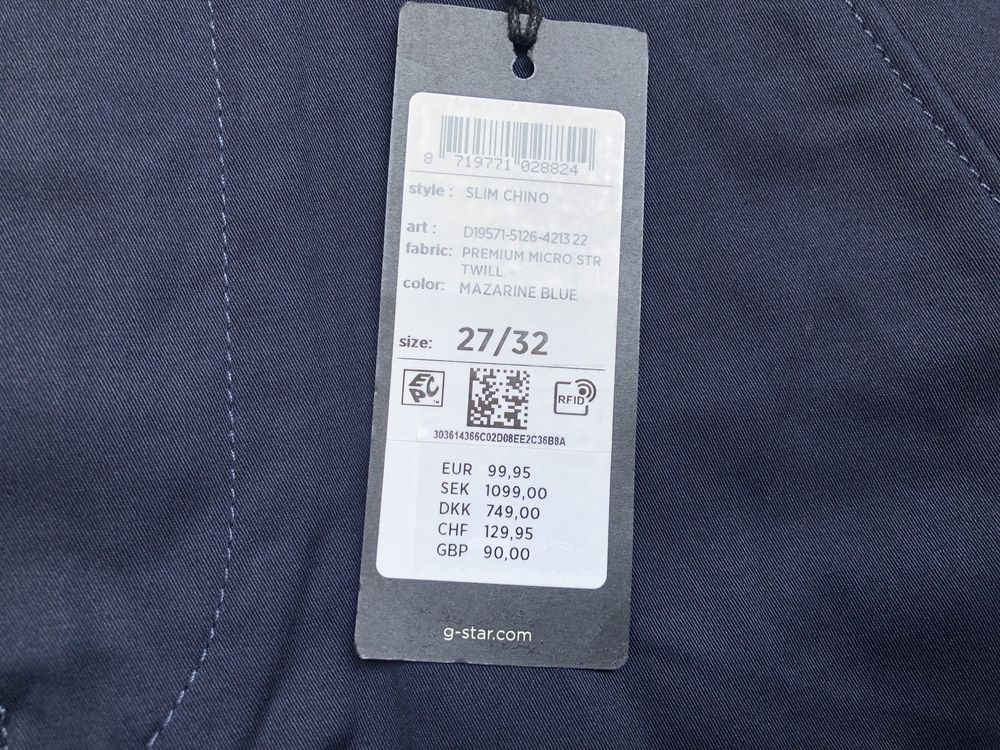 8 719771 028824
style : SLIM CHINO
art : D19571-5126-4213 22
fabric: PREMIUM MICRO STR
TWILL
color: MAZARINE BLUE
size: 27/32
EPC™
RFID
303614366C02D08EE2C36B8A
EUR 99,95
SEK 1099,00
DKK 749,00
CHF 129,95
GBP 90,00
g-star.com